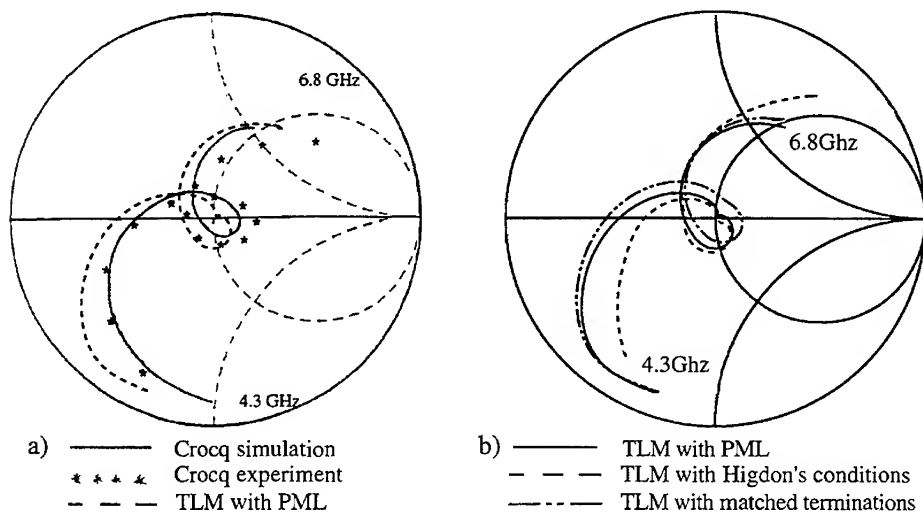 6.8 GHz
4.3 GHz
a)
Crocq simulation
Crocq experiment
TLM with PML
6.8Ghz
4.3Ghz
b)
TLM with PML
TLM with Higdon's conditions
TLM with matched terminations